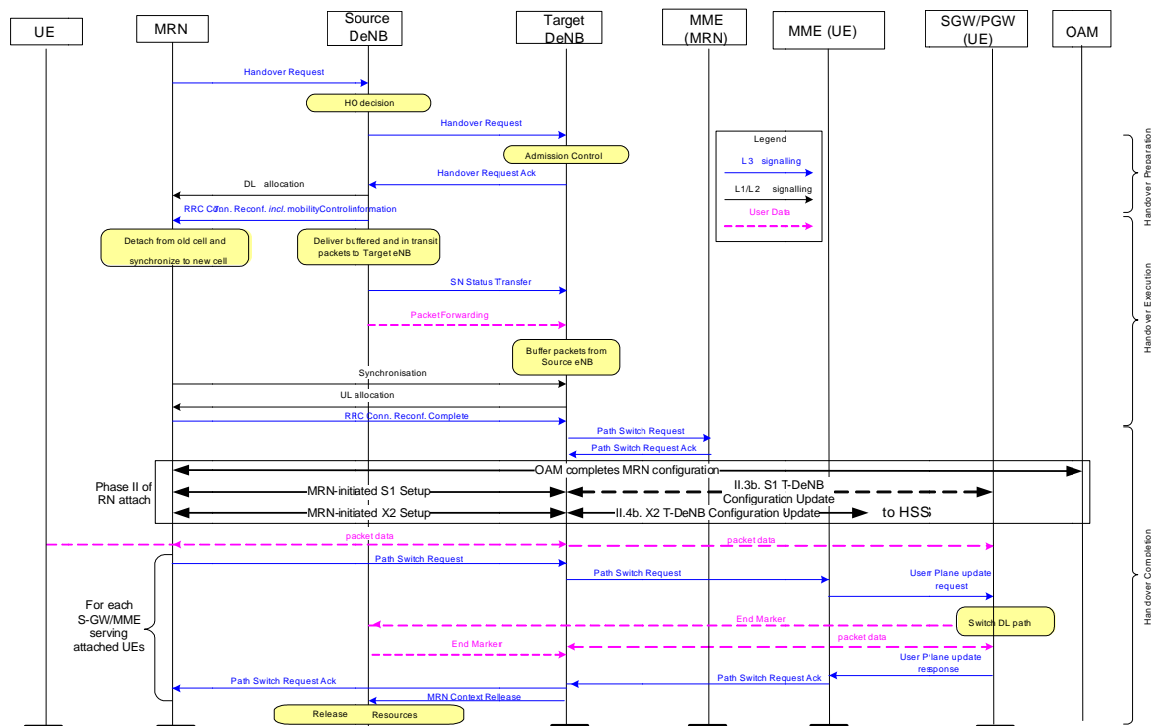 UE
MRN
Source
DeNB
Target
DeNB
MME
(MRN)
MME (UE)
SGW/PGW
(UE)
OAM
Handover Request
HO decision
Handover Request
Admission Control
Handover Request Ack
DL allocation
RRC Conn. Reconf. incl. mobilityControlinformation
Detach from old cell and
synchronize to new cell
Deliver buffered and in transit
packets to Target eNB
Legend
L3 signalling
L1/L2 signalling
User Data
Handover Preparation
SN Status Transfer
Packet Forwarding
Buffer packets from
Source eNB
Synchronisation
UL allocation
RRC Conn. Reconf. Complete
Handover Execution
Path Switch Request
Path Switch Request Ack
Phase II of
RN attach
OAM completes MRN configuration
MRN-initiated S1 Setup
II.3b. S1 T-DeNB
Configuration Update
MRN-initiated X2 Setup
II.4b. X2 T-DeNB Configuration Update
to HSS
packet data
packet data
Path Switch Request
Path Switch Request
User Plane update
request
For each
S-GW/MME
serving
attached UEs
End Marker
Switch DL path
End Marker
packet data
User Plane update
response
Path Switch Request Ack
Path Switch Request Ack
MRN Context Rellease
Release Resources
Handover Completion